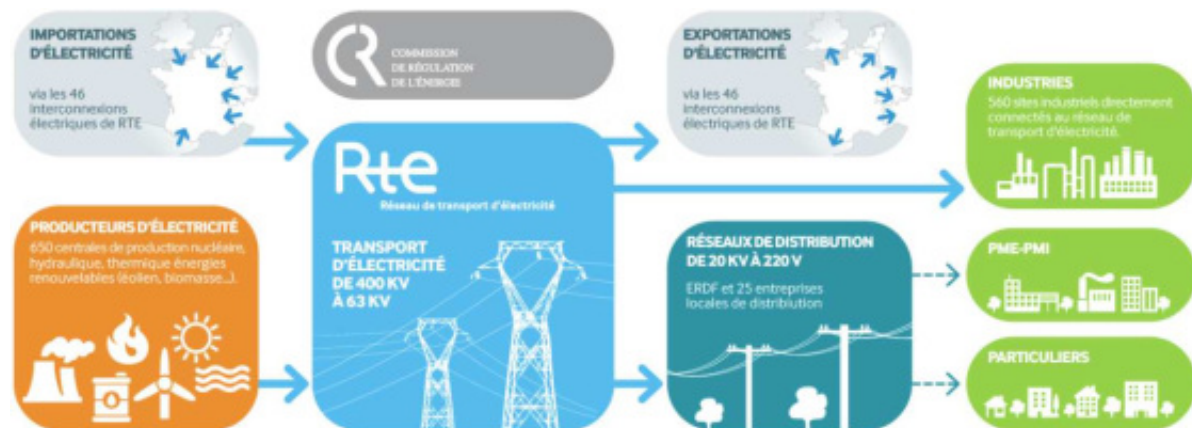 IMPORTATIONS
D'ÉLECTRICITÉ
via les 46
interconnexions
électriques de RTE
COMMISSION
DE RÉGULATION
DE L'ÉNERGIE
EXPORTATIONS
D'ÉLECTRICITÉ
via les 46
interconnexions
électriques de RTE
INDUSTRIES
560 sites industriels directement
connectés au réseau de
transport d'électricité.
PRODUCTEURS D'ÉLECTRICITÉ
650 centrales de production nucléaire,
hydraulique, thermique énergies
renouvelables (éolien, biomasse...).
Rte
Réseau de transport d'électricité
TRANSPORT
D'ÉLECTRICITÉ
DE 400 KV
À 63 KV
RÉSEAUX DE DISTRIBUTION
DE 20 KV À 220 V
ERDF et 25 entreprises
locales de distribiution
PME-PMI
PARTICULIERS